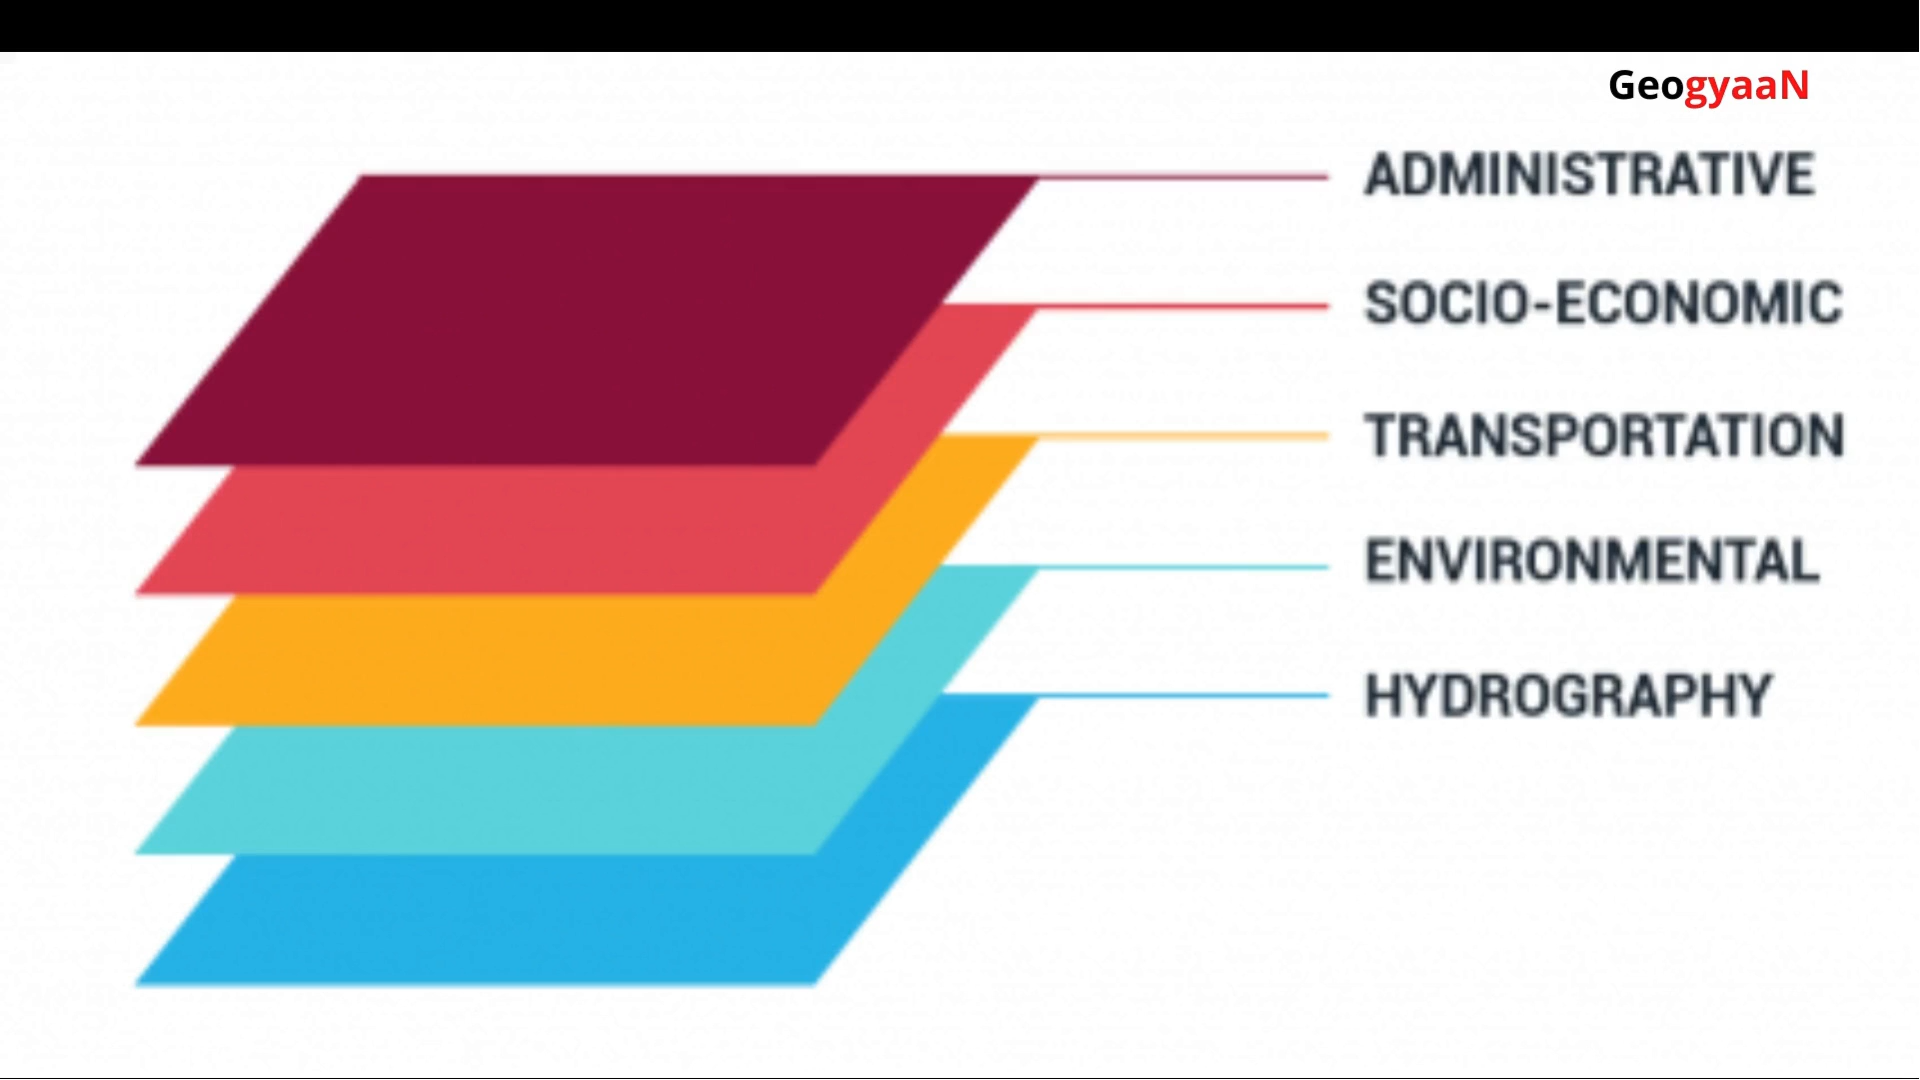 GeogyaaN
ADMINISTRATIVE
SOCIO-ECONOMIC
TRANSPORTATION
ENVIRONMENTAL
HYDROGRAPHY